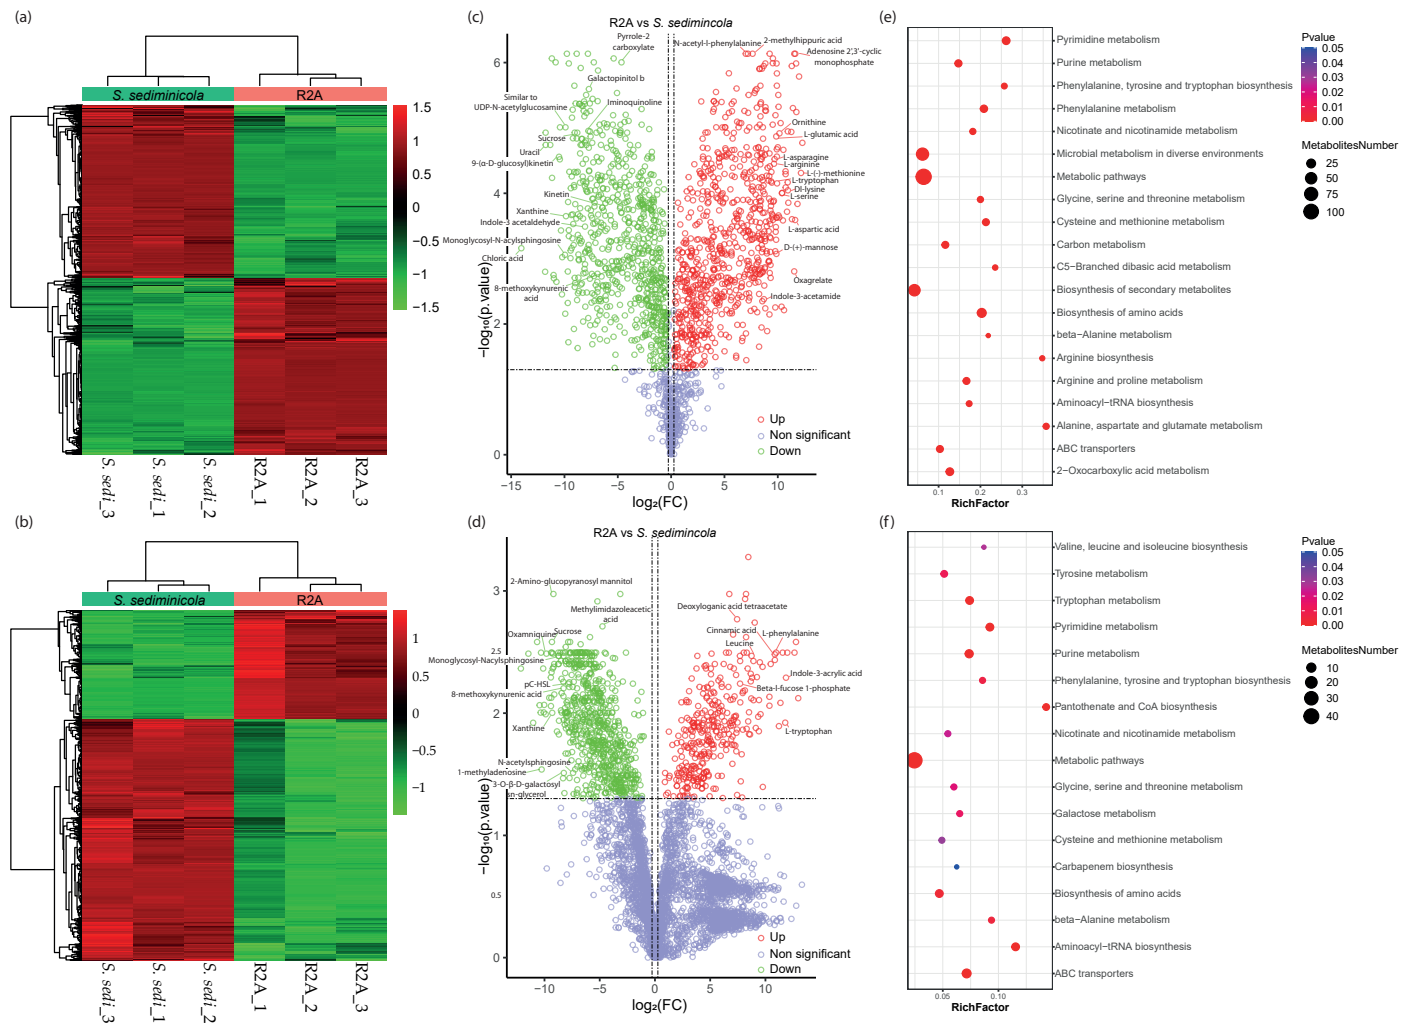 (a)
S. sediminicola
R2A
1.5
1
0.5
0
−0.5
−1
−1.5
S. sedi_3
S. sedi_1
S. sedi_2
R2A_1
R2A_2
R2A_3
(b)
S. sediminicola
R2A
1
0.5
0
−0.5
−1
S. sedi_3
S. sedi_1
S. sedi_2
R2A_1
R2A_2
R2A_3
(c)
R2A vs S. sedimincola
Pyrrole-2
carboxylate
N-acetyl-l-phenylalanine
2-methylhippuric acid
Adenosine 2',3'-cyclic
monophosphate
Galactopinitol b
Similar to
UDP-N-acetylglucosamine
Iminoquinoline
Ornithine
Sucrose
L-glutamic acid
Uracil
L-asparagine
9-(α-D-glucosyl)kinetin
L-arginine
L-(-)-methionine
L-tryptophan
Kinetin
Dl-lysine
L-serine
Xanthine
Indole-3 acetaldehyde
L-aspartic acid
Monoglycosyl-N-acylsphingosine
D-(+)-mannose
Chloric acid
Oxagrelate
8-methoxykynurenic
acid
Indole-3-acetamide
Up
Non significant
Down
6
4
2
0
−log₁₀(p.value)
−15
−10
−5
0
5
10
log₂(FC)
(d)
R2A vs S. sedimincola
2-Amino-glucopyranosyl mannitol
Methylimidazoleacetic
acid
Deoxyloganic acid tetraacetate
Oxamniquine
Sucrose
Cinnamic acid
L-phenylalanine
Leucine
Monoglycosyl-Nacylsphingosine
Indole-3-acrylic acid
pC-HSL
8-methoxykynurenic acid
Beta-l-fucose 1-phosphate
Xanthine
L-tryptophan
N-acetylsphingosine
1-methyladenosine
3-O-β-D-galactosyl
sn-glycerol
Up
Non significant
Down
3
2.5
2
1
0.5
0
−log₁₀(p.value)
−10
−5
0
5
10
log₂(FC)
(e)
Pyrimidine metabolism
Purine metabolism
Phenylalanine, tyrosine and tryptophan biosynthesis
Phenylalanine metabolism
Nicotinate and nicotinamide metabolism
Microbial metabolism in diverse environments
Metabolic pathways
Glycine, serine and threonine metabolism
Cysteine and methionine metabolism
Carbon metabolism
C5−Branched dibasic acid metabolism
Biosynthesis of secondary metabolites
Biosynthesis of amino acids
beta−Alanine metabolism
Arginine biosynthesis
Arginine and proline metabolism
Aminoacyl−tRNA biosynthesis
Alanine, aspartate and glutamate metabolism
ABC transporters
2−Oxocarboxylic acid metabolism
0.1
0.2
0.3
RichFactor
Pvalue
0.05
0.04
0.03
0.02
0.01
0.00
MetabolitesNumber
25
50
75
100
(f)
Valine, leucine and isoleucine biosynthesis
Tyrosine metabolism
Tryptophan metabolism
Pyrimidine metabolism
Purine metabolism
Phenylalanine, tyrosine and tryptophan biosynthesis
Pantothenate and CoA biosynthesis
Nicotinate and nicotinamide metabolism
Metabolic pathways
Glycine, serine and threonine metabolism
Galactose metabolism
Cysteine and methionine metabolism
Carbapenem biosynthesis
Biosynthesis of amino acids
beta−Alanine metabolism
Aminoacyl−tRNA biosynthesis
ABC transporters
0.05
0.10
RichFactor
Pvalue
0.05
0.04
0.03
0.02
0.01
0.00
MetabolitesNumber
10
20
30
40